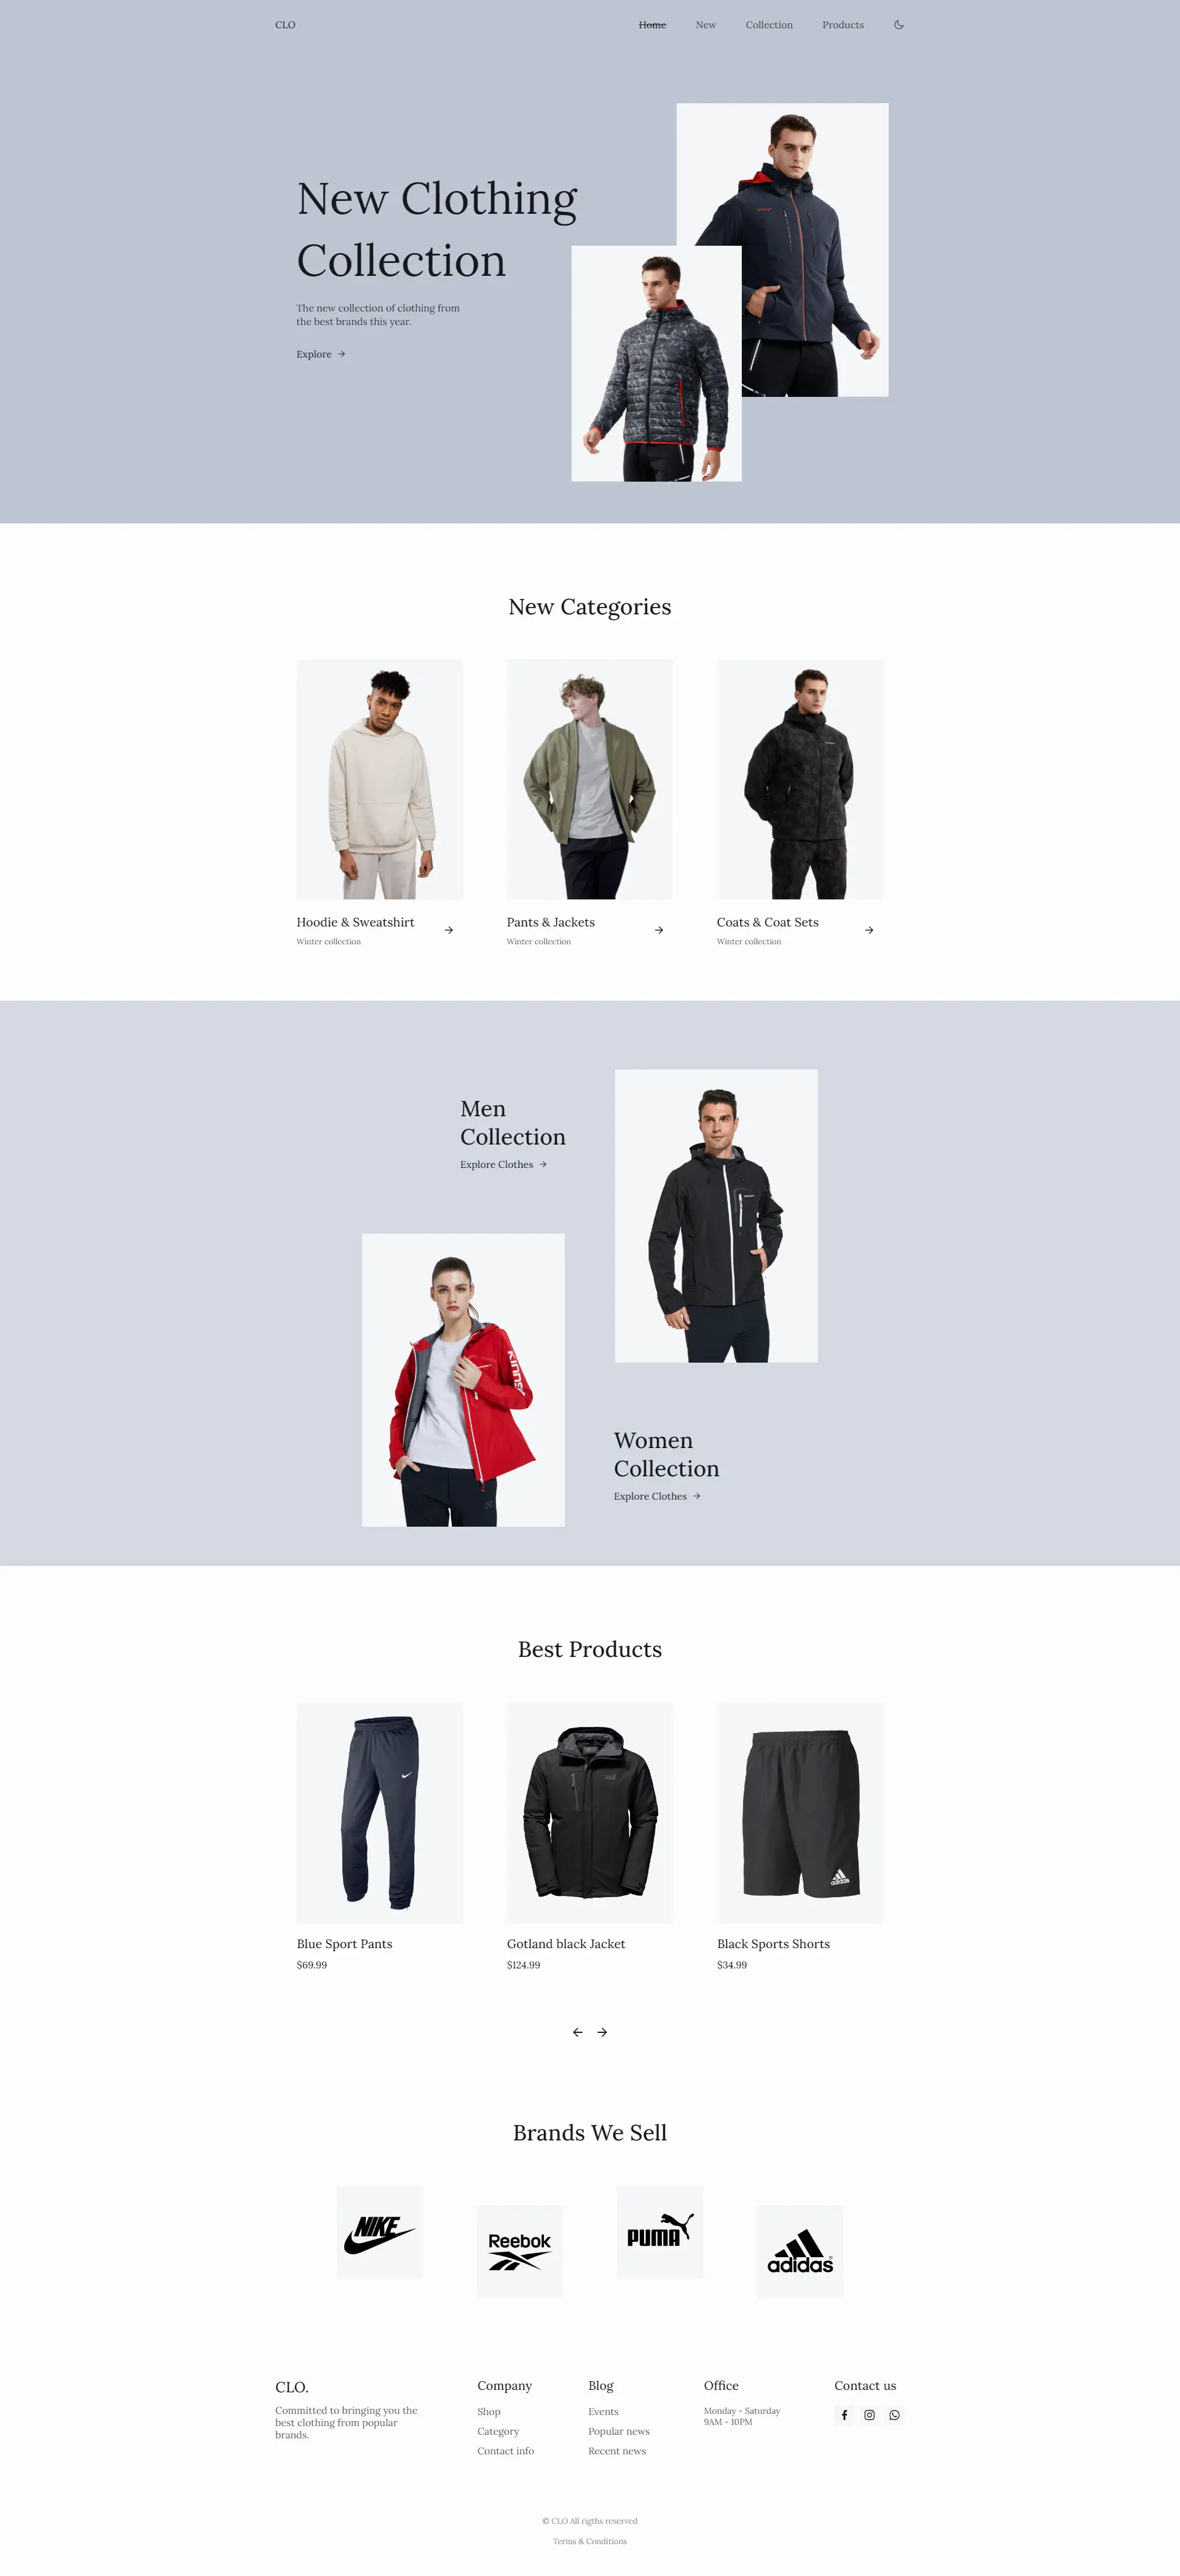 CLO
Home
New
Collection
Products
New Clothing
Collection
The new collection of clothing from
the best brands this year.
Explore
New Categories
Hoodie & Sweatshirt
Winter collection
Pants & Jackets
Winter collection
Coats & Coat Sets
Winter collection
Men
Collection
Explore Clothes
Women
Collection
Explore Clothes
Best Products
Blue Sport Pants
$69.99
Gotland black Jacket
$124.99
adidas
Black Sports Shorts
$34.99
Brands We Sell
NIKE
Reebok
PUMA
adidas
CLO.
Committed to bringing you the
best clothing from popular
brands.
Company
Shop
Category
Contact info
Blog
Events
Popular news
Recent news
Office
Monday - Saturday
9AM - 10PM
Contact us
© CLO All rigths reserved
Terms & Conditions